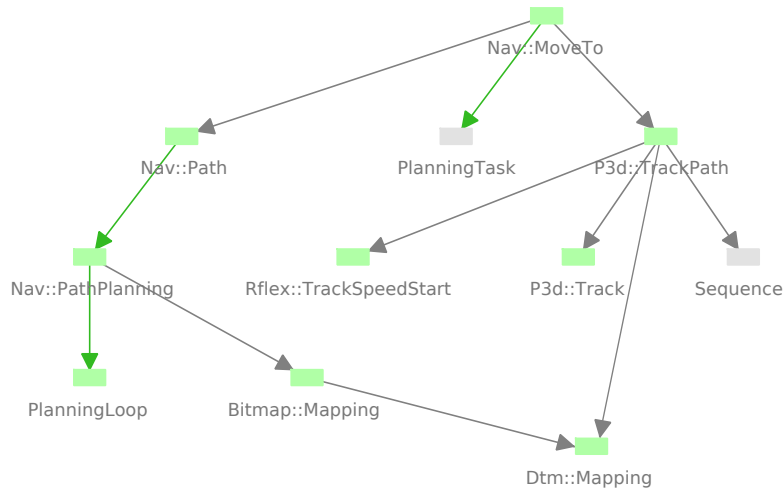 Nav::MoveTo
Nav::Path
PlanningTask
P3d::TrackPath
Nav::PathPlanning
Rflex::TrackSpeedStart
P3d::Track
Sequence
PlanningLoop
Bitmap::Mapping
Dtm::Mapping